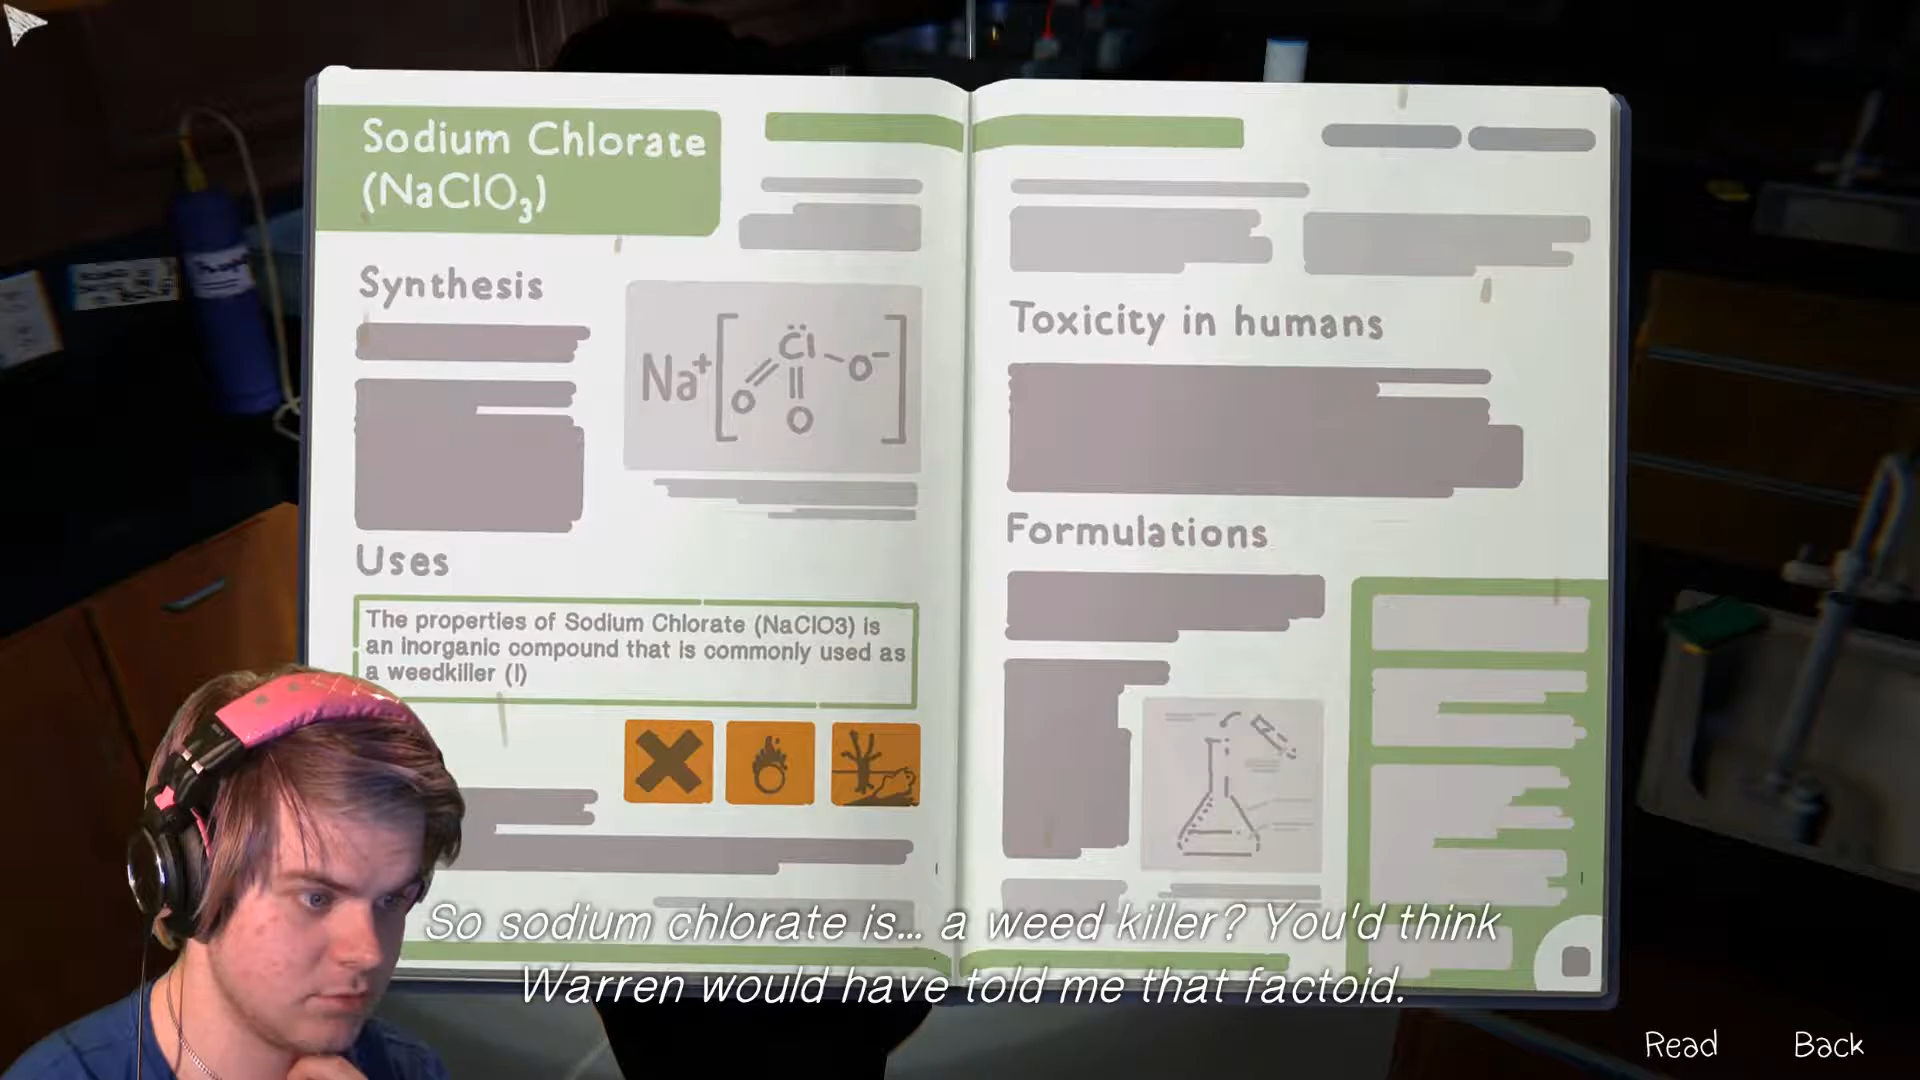 Sodium Chlorate
(NaClO₃)
Synthesis
Na⁺ [ O Cl O O⁻ ]
Uses
The properties of Sodium Chlorate (NaClO3) is
an inorganic compound that is commonly used as
a weedkiller (I)
Toxicity in humans
Formulations
So sodium chlorate is... a weed killer? You'd think
Warren would have told me that factoid.
Read
Back